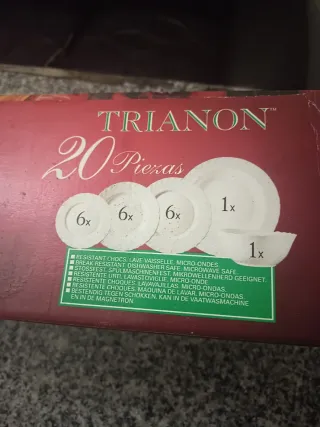 TRIANON™
20 Piezas
6x
6x
6x
1x
1x
■ RESISTANT CHOCS. LAVE VAISSELLE. MICRO-ONDES.
■ BREAK RESISTANT. DISHWASHER SAFE. MICROWAVE SAFE.
■ STOSSFEST. SPÜLMASCHINENFEST. MIKROWELLENHERD GEEIGNET.
■ RESISTENTE URTI. LAVASTOVIGLIE. MICRO ONDE.
■ RESISTENTE CHOQUES. LAVAVAJILLAS. MICRO-ONDAS.
■ RESISTENTE CHOQUES. MAQUINA DE LAVAR. MICRO-ONDAS.
■ BESTENDIG TEGEN SCHOKKEN, KAN IN DE VAATWASMACHINE
EN IN DE MAGNETRON.